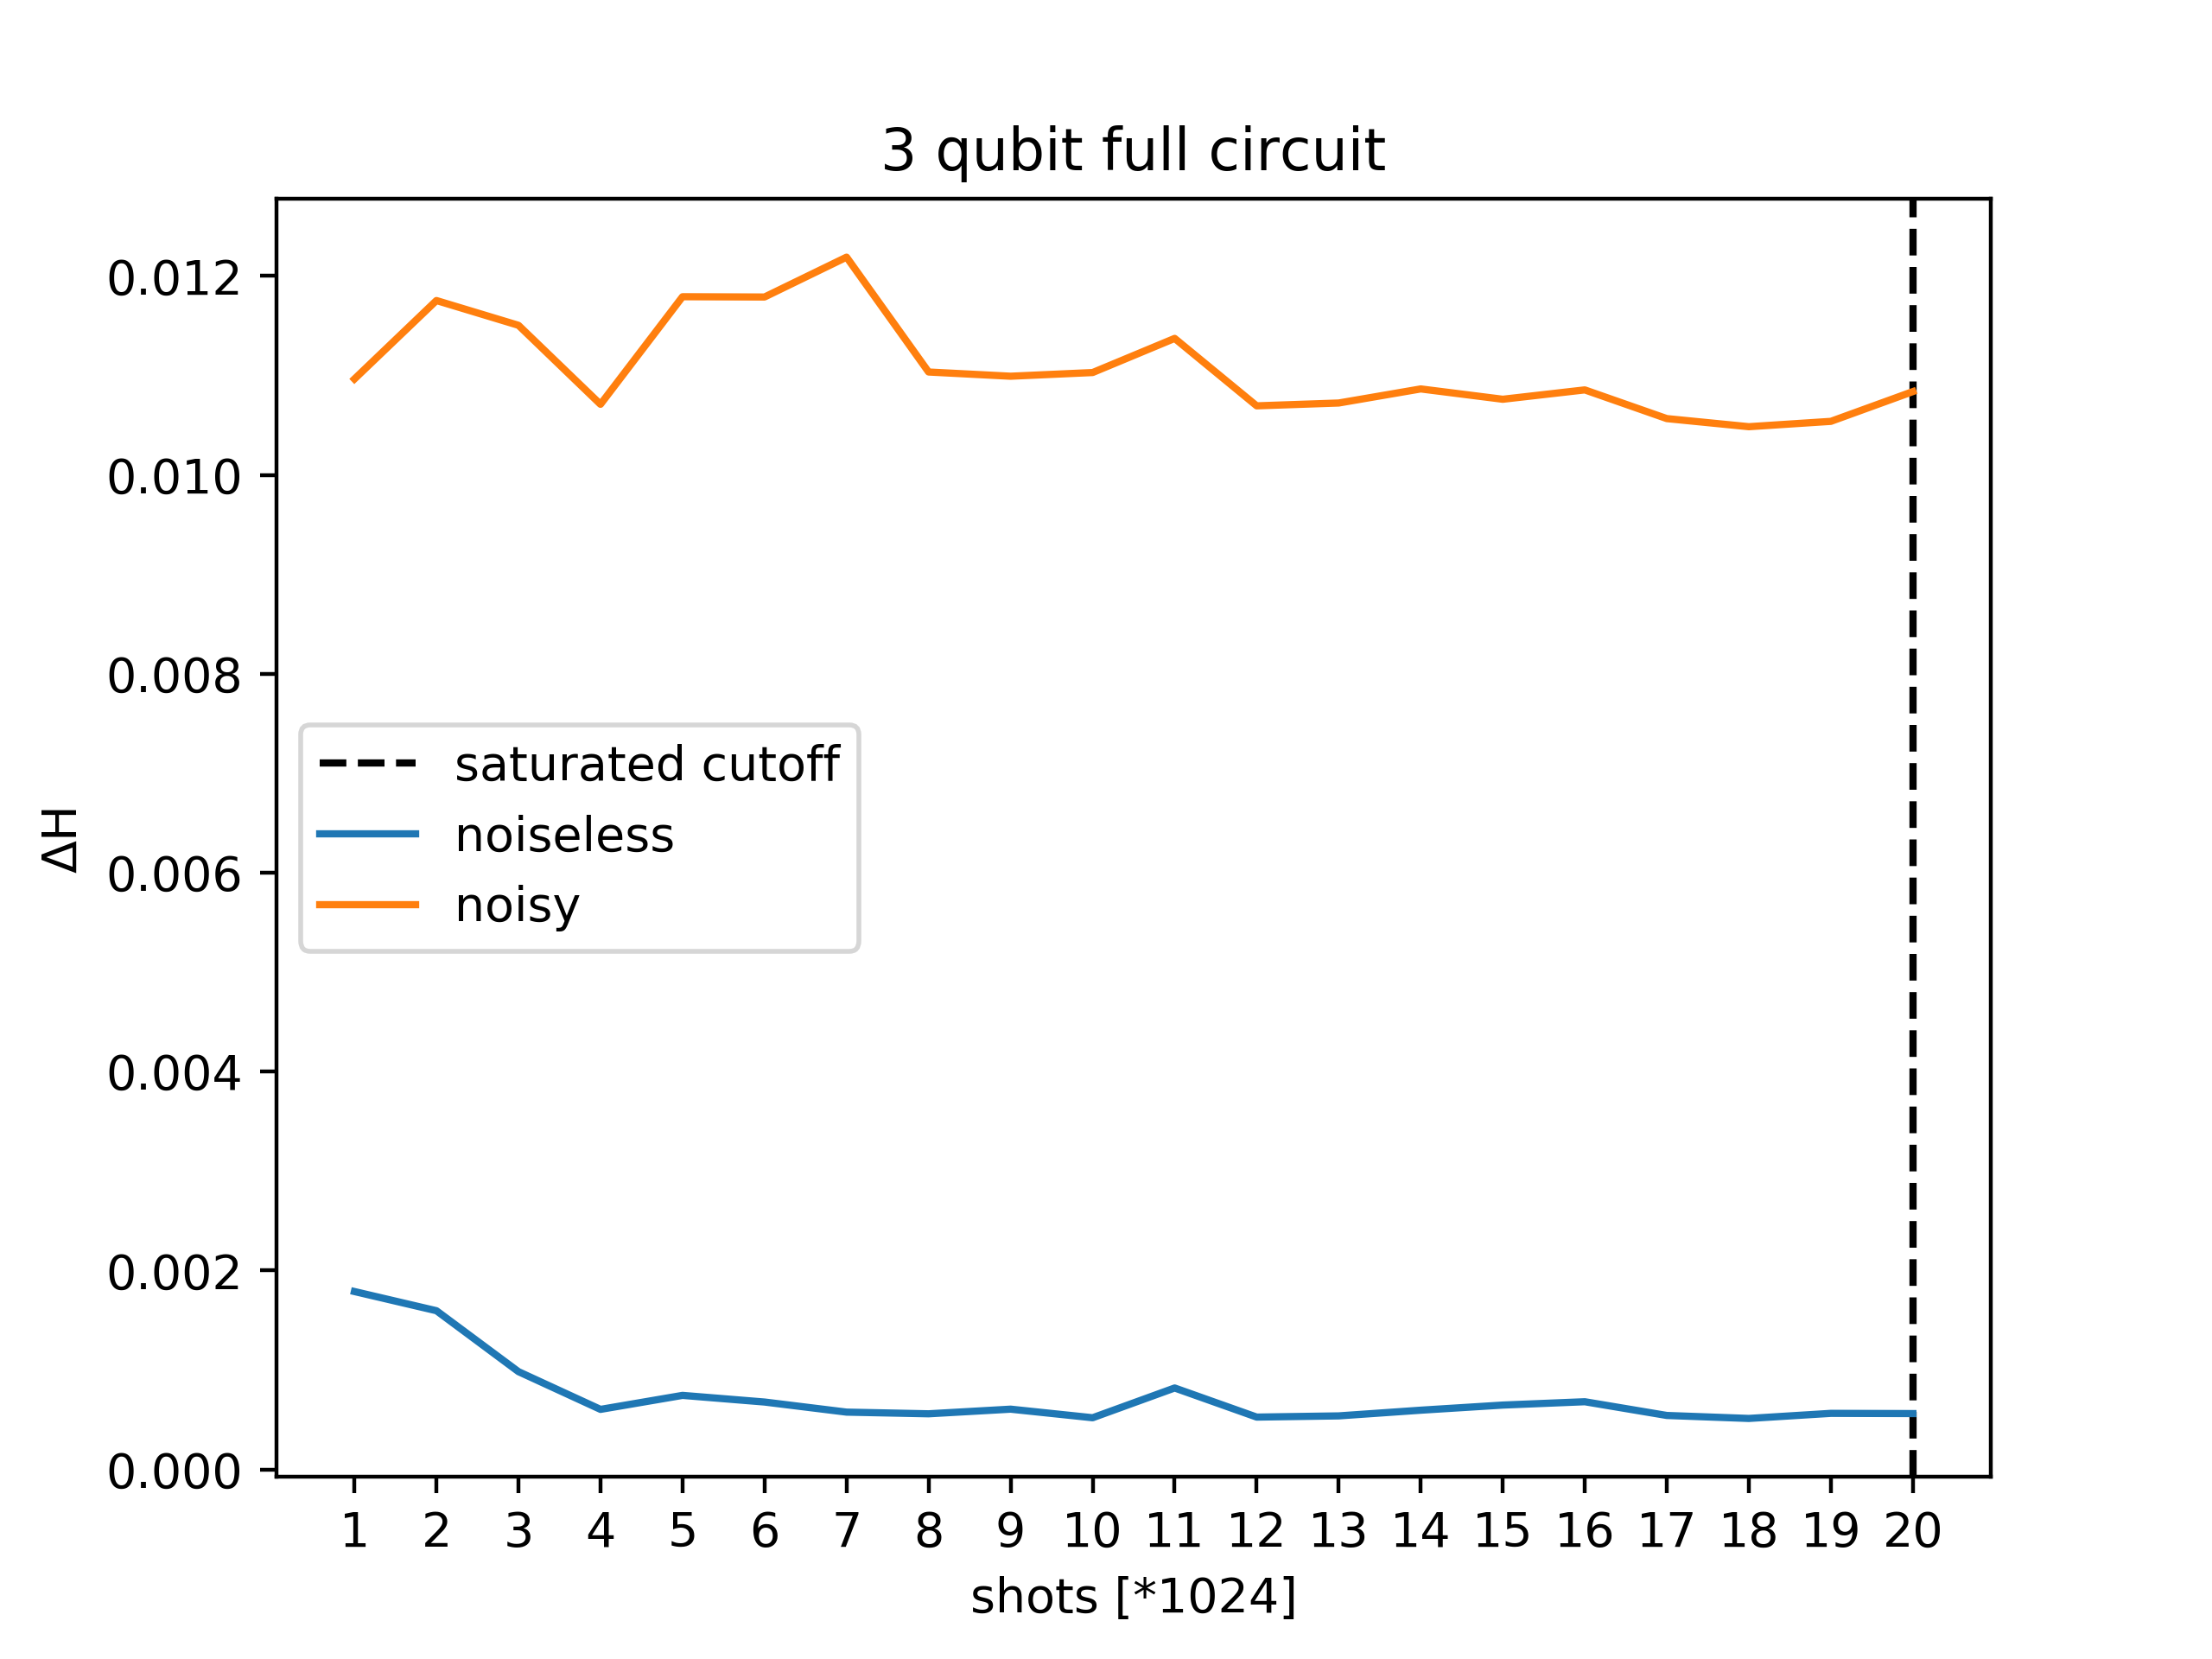 3 qubit full circuit
0.012
0.010
0.008
0.006
0.004
0.002
0.000
ΔH
saturated cutoff
noiseless
noisy
1 2 3 4 5 6 7 8 9 10 11 12 13 14 15 16 17 18 19 20
shots [*1024]